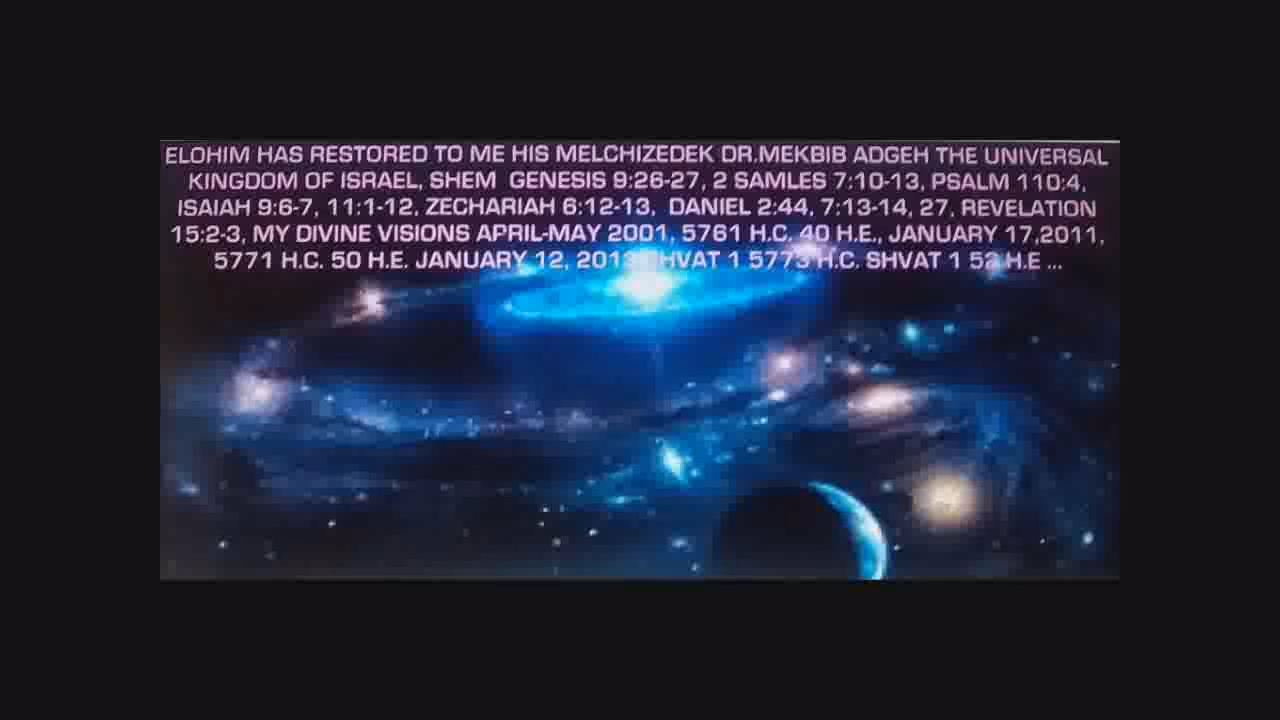 ELOHIM HAS RESTORED TO ME HIS MELCHIZEDEK DR.MEKBIB ADGEH THE UNIVERSAL
KINGDOM OF ISRAEL, SHEM GENESIS 9:26-27, 2 SAMLES 7:10-13, PSALM 110:4,
ISAIAH 9:6-7, 11:1-12, ZECHARIAH 6:12-13, DANIEL 2:44, 7:13-14, 27, REVELATION
15:2-3, MY DIVINE VISIONS APRIL-MAY 2001, 5761 H.C. 40 H.E., JANUARY 17,2011,
5771 H.C. 50 H.E. JANUARY 12, 2013 SHVAT 1 5773 H.C. SHVAT 1 52 H.E ...